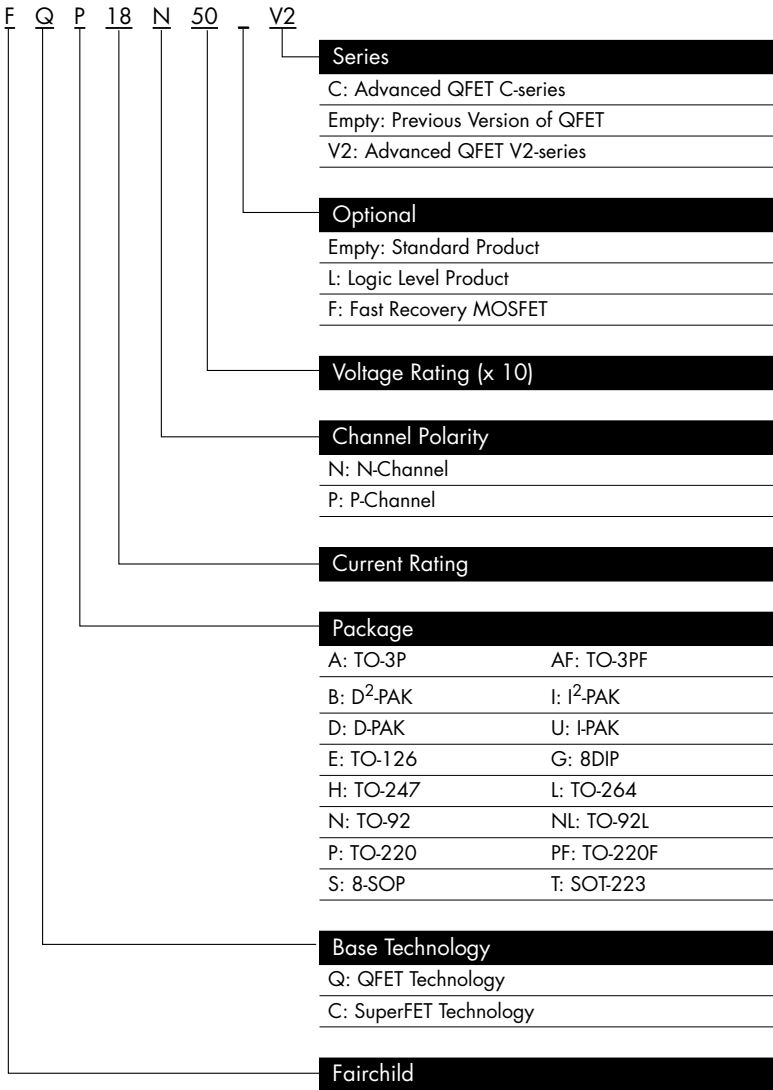 F Q P 18 N 50 _ V2
Series
C: Advanced QFET C-series
Empty: Previous Version of QFET
V2: Advanced QFET V2-series
Optional
Empty: Standard Product
L: Logic Level Product
F: Fast Recovery MOSFET
Voltage Rating (x 10)
Channel Polarity
N: N-Channel
P: P-Channel
Current Rating
Package
A: TO-3P AF: TO-3PF
B: D2-PAK I: I2-PAK
D: D-PAK U: I-PAK
E: TO-126 G: 8DIP
H: TO-247 L: TO-264
N: TO-92 NL: TO-92L
P: TO-220 PF: TO-220F
S: 8-SOP T: SOT-223
Base Technology
Q: QFET Technology
C: SuperFET Technology
Fairchild